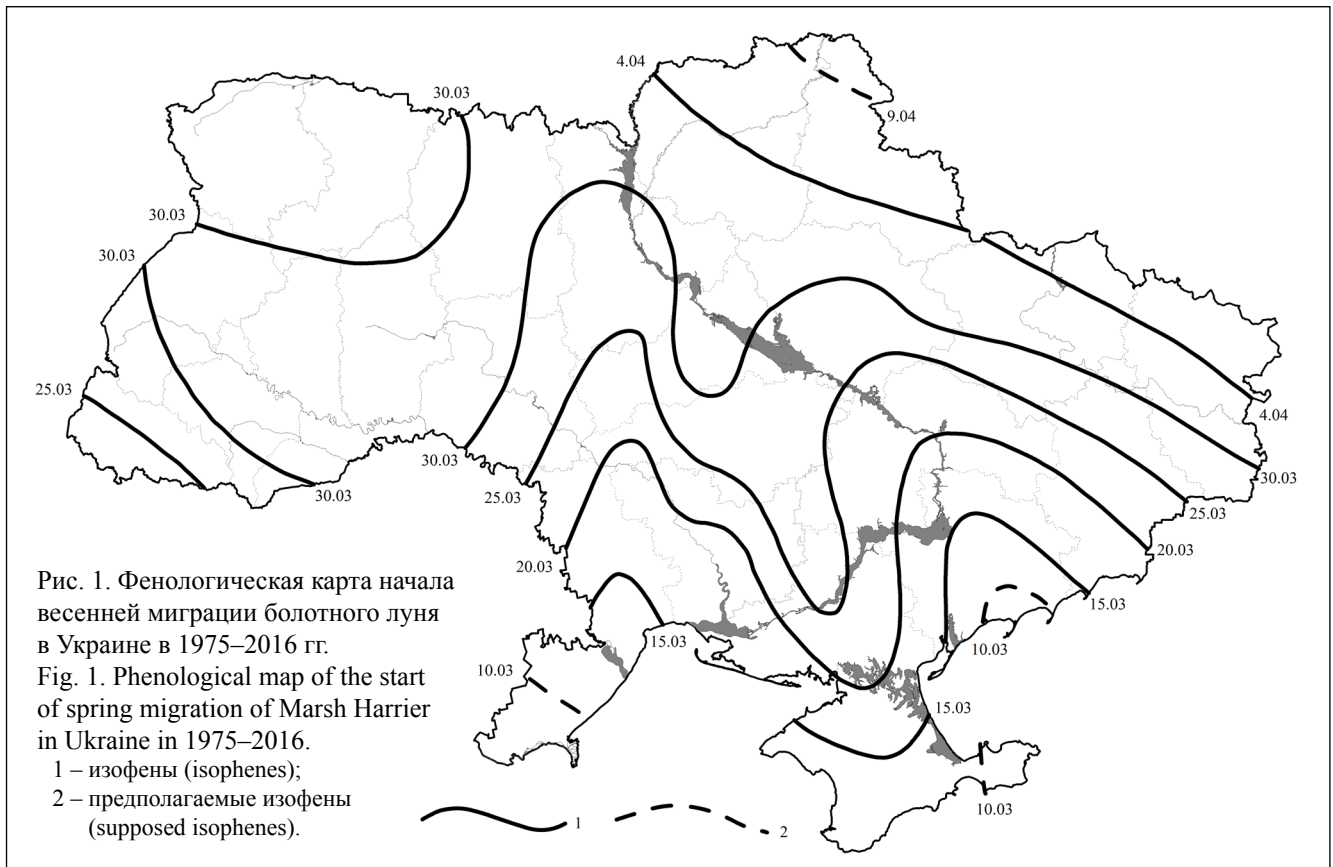 4.04
30.03
9.04
30.03
30.03
25.03
4.04
30.03
30.03
30.03
25.03
25.03
20.03
20.03
15.03
15.03
10.03
10.03
15.03
10.03
Рис. 1. Фенологическая карта начала
весенней миграции болотного луня
в Украине в 1975–2016 гг.
Fig. 1. Phenological map of the start
of spring migration of Marsh Harrier
in Ukraine in 1975–2016.
1 – изофены (isophenes);
2 – предполагаемые изофены
(supposed isophenes).
1
2